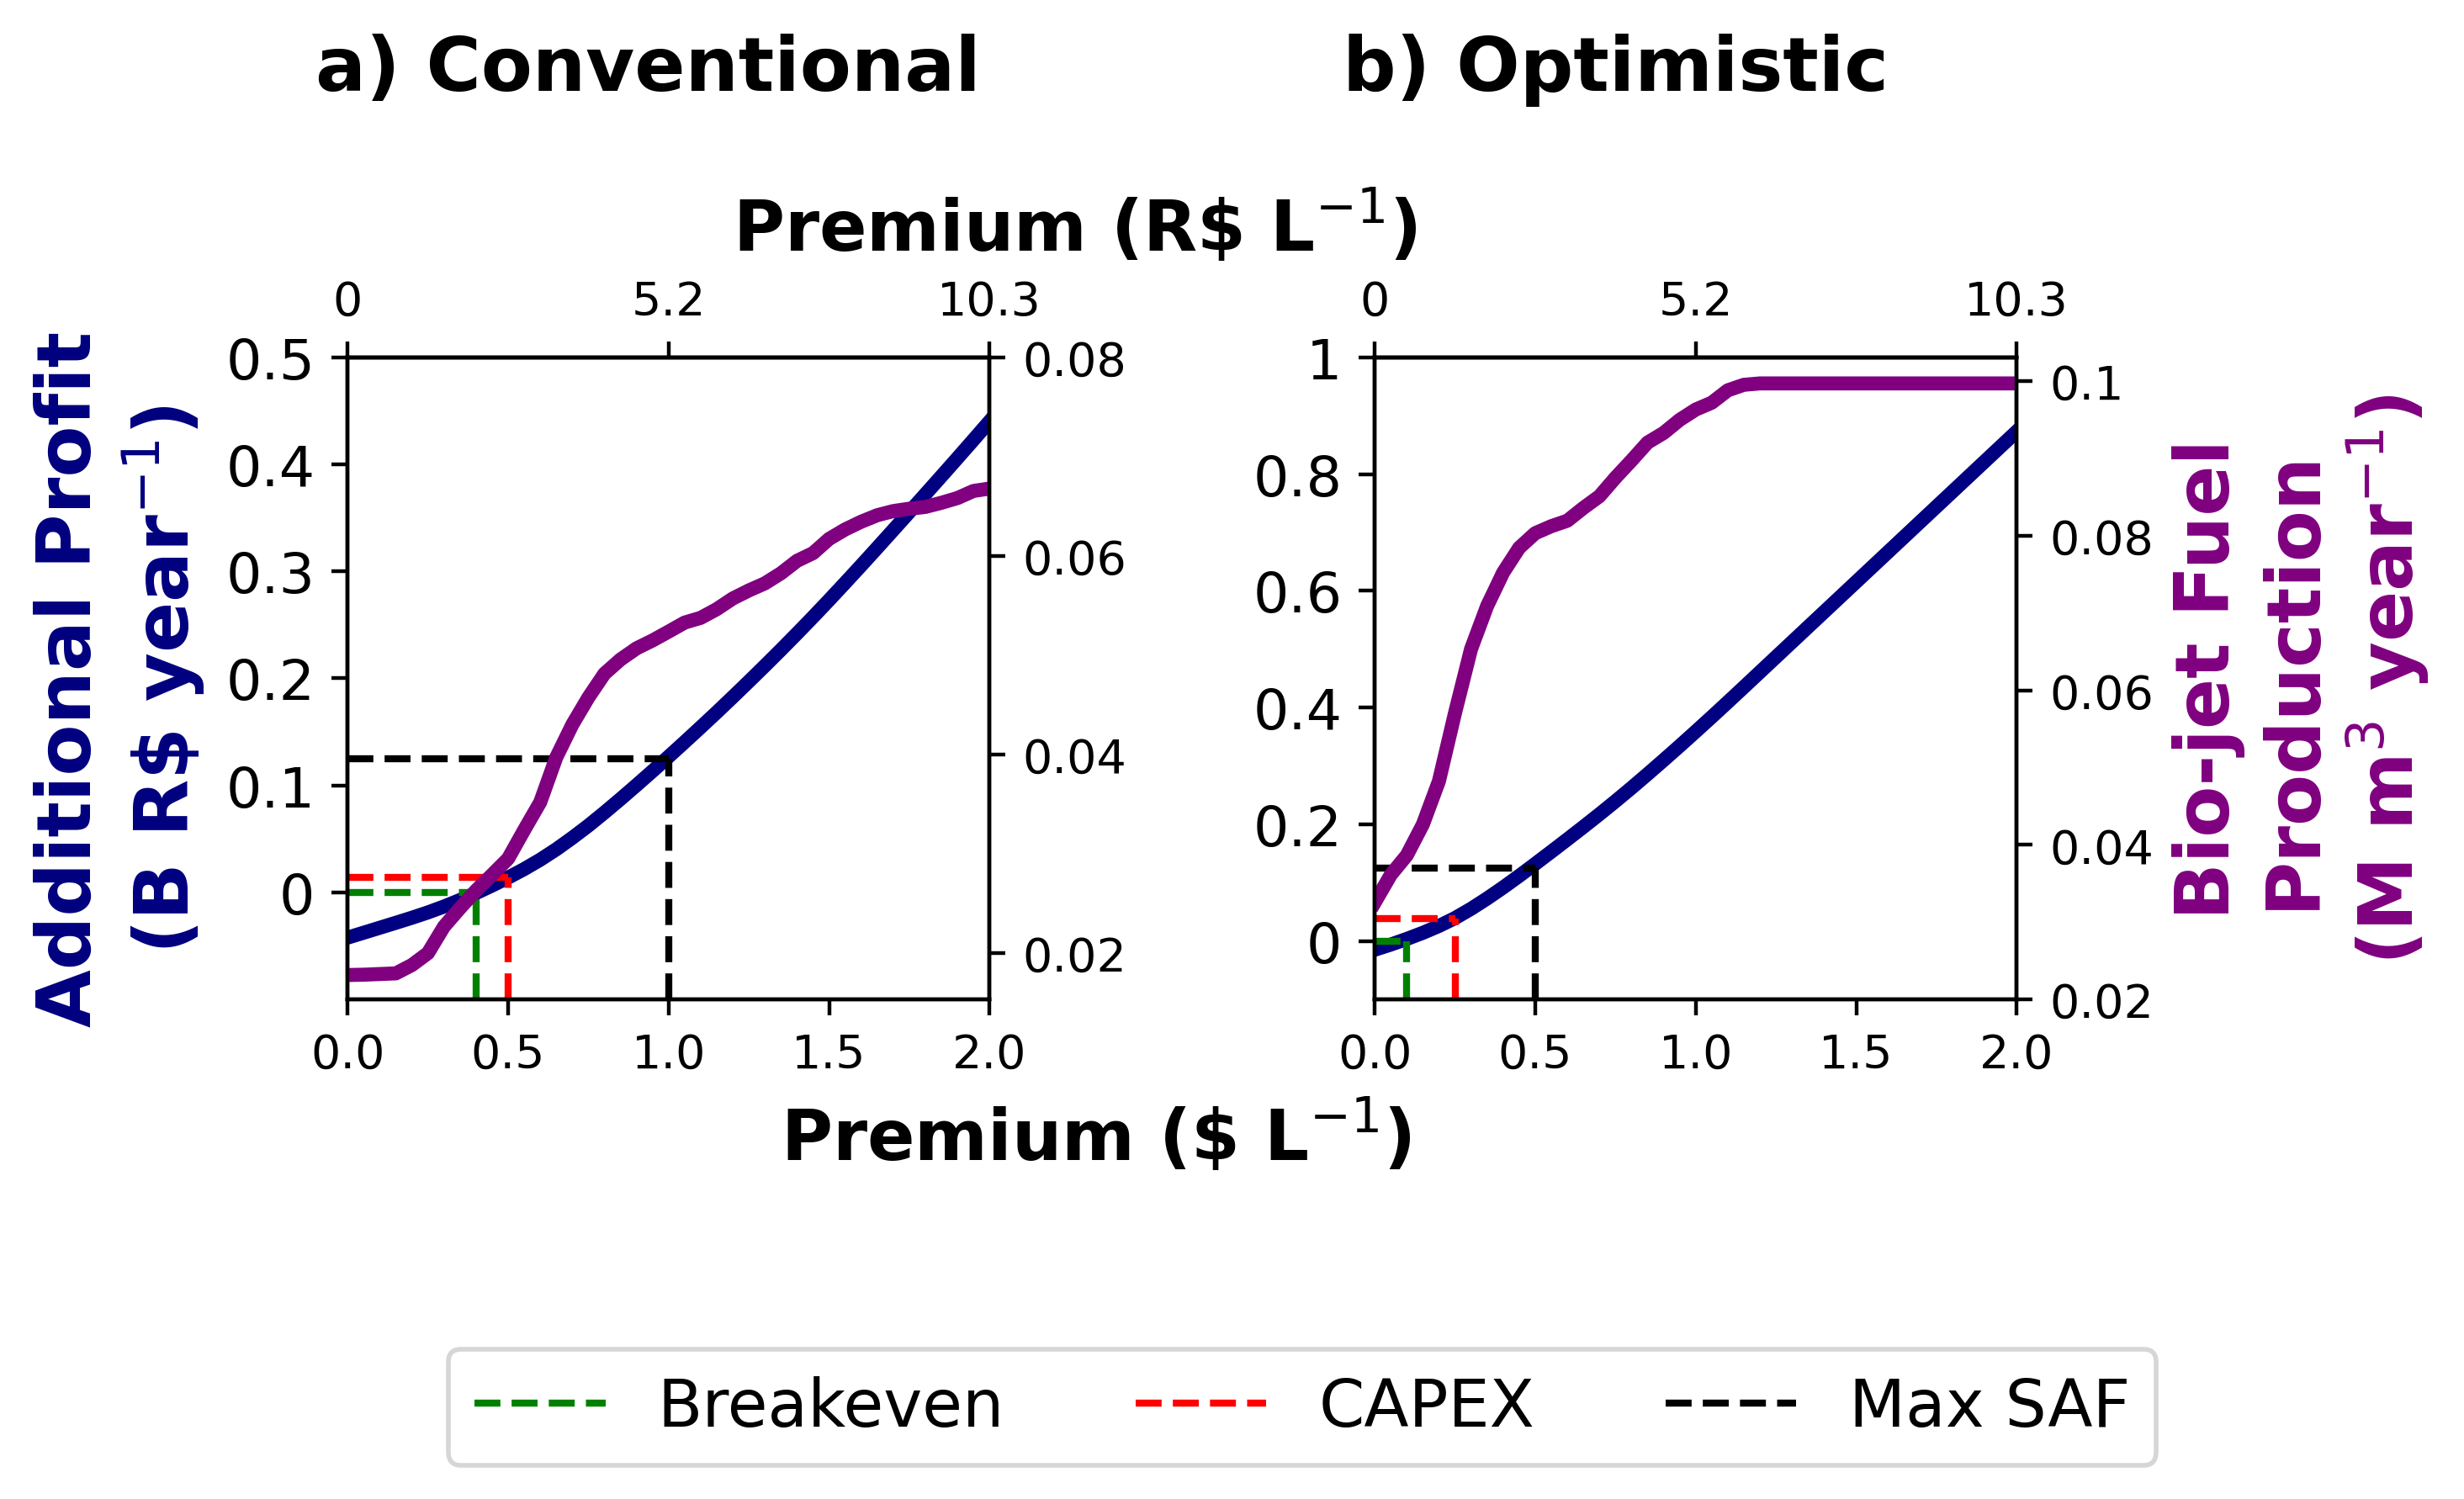 a) Conventional
b) Optimistic
Premium (R$ L⁻¹)
0 5.2 10.3
0 5.2 10.3
Additional Profit
(B R$ year⁻¹)
0.5
0.4
0.3
0.2
0.1
0
0.08
0.06
0.04
0.02
1
0.8
0.6
0.4
0.2
0
0.1
0.08
0.06
0.04
0.02
Bio-jet Fuel
Production
(M m³ year⁻¹)
0.0 0.5 1.0 1.5 2.0
0.0 0.5 1.0 1.5 2.0
Premium ($ L⁻¹)
Breakeven CAPEX Max SAF